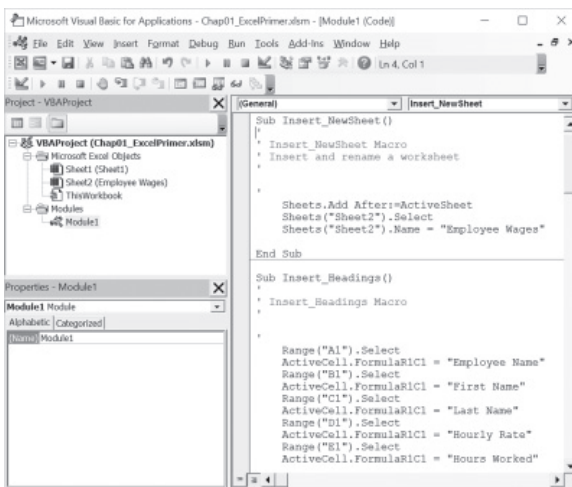 Microsoft Visual Basic for Applications - Chap01_ExcelPrimer.xlsm - [Module1 (Code)]
File Edit View Insert Format Debug Run Tools Add-Ins Window Help
Ln 4, Col 1
Project - VBAProject
VBAProject (Chap01_ExcelPrimer.xlsm)
Microsoft Excel Objects
Sheet1 (Sheet1)
Sheet2 (Employee Wages)
ThisWorkbook
Modules
Module1
Properties - Module1
Module1 Module
Alphabetic Categorized
(Name) Module1
(General) Insert_NewSheet
Sub Insert_NewSheet()
'
' Insert_NewSheet Macro
' Insert and rename a worksheet
'
'
Sheets.Add After:=ActiveSheet
Sheets("Sheet2").Select
Sheets("Sheet2").Name = "Employee Wages"
End Sub
Sub Insert_Headings()
'
' Insert_Headings Macro
'
'
Range("A1").Select
ActiveCell.FormulaR1C1 = "Employee Name"
Range("B1").Select
ActiveCell.FormulaR1C1 = "First Name"
Range("C1").Select
ActiveCell.FormulaR1C1 = "Last Name"
Range("D1").Select
ActiveCell.FormulaR1C1 = "Hourly Rate"
Range("E1").Select
ActiveCell.FormulaR1C1 = "Hours Worked"